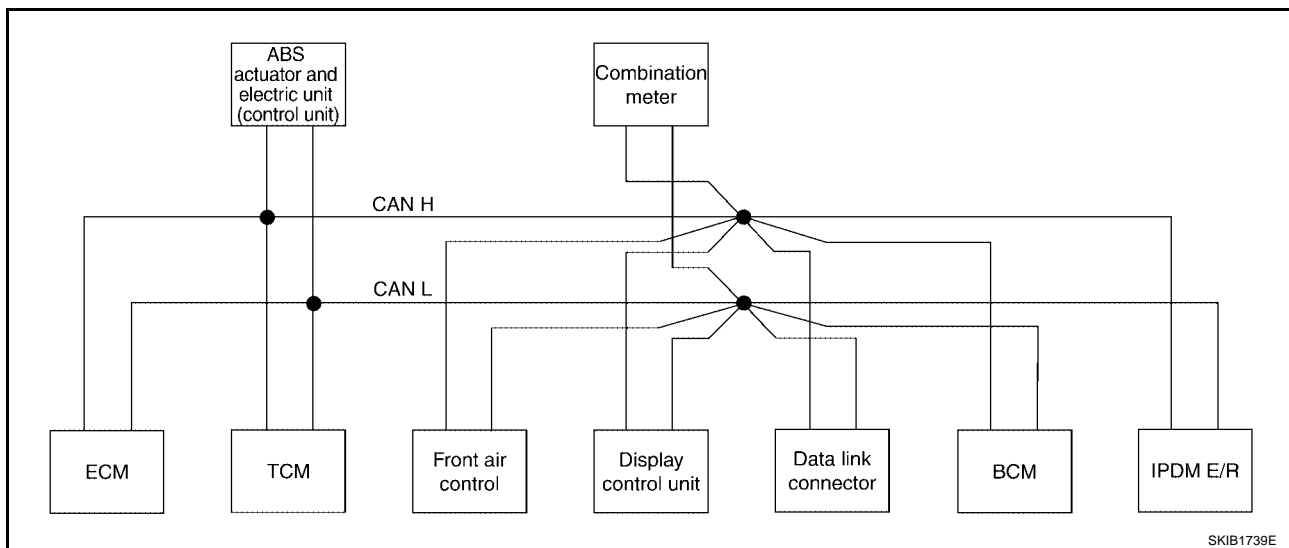 ABS
actuator and
electric unit
(control unit)
Combination
meter
CAN H
CAN L
ECM
TCM
Front air
control
Display
control unit
Data link
connector
BCM
IPDM E/R
SKIB1739E